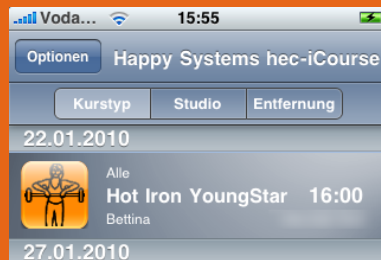 Voda... 15:55
Optionen Happy Systems hec-iCourse
Kurstyp Studio Entfernung
22.01.2010
Alle
Hot Iron YoungStar 16:00
Bettina
27.01.2010